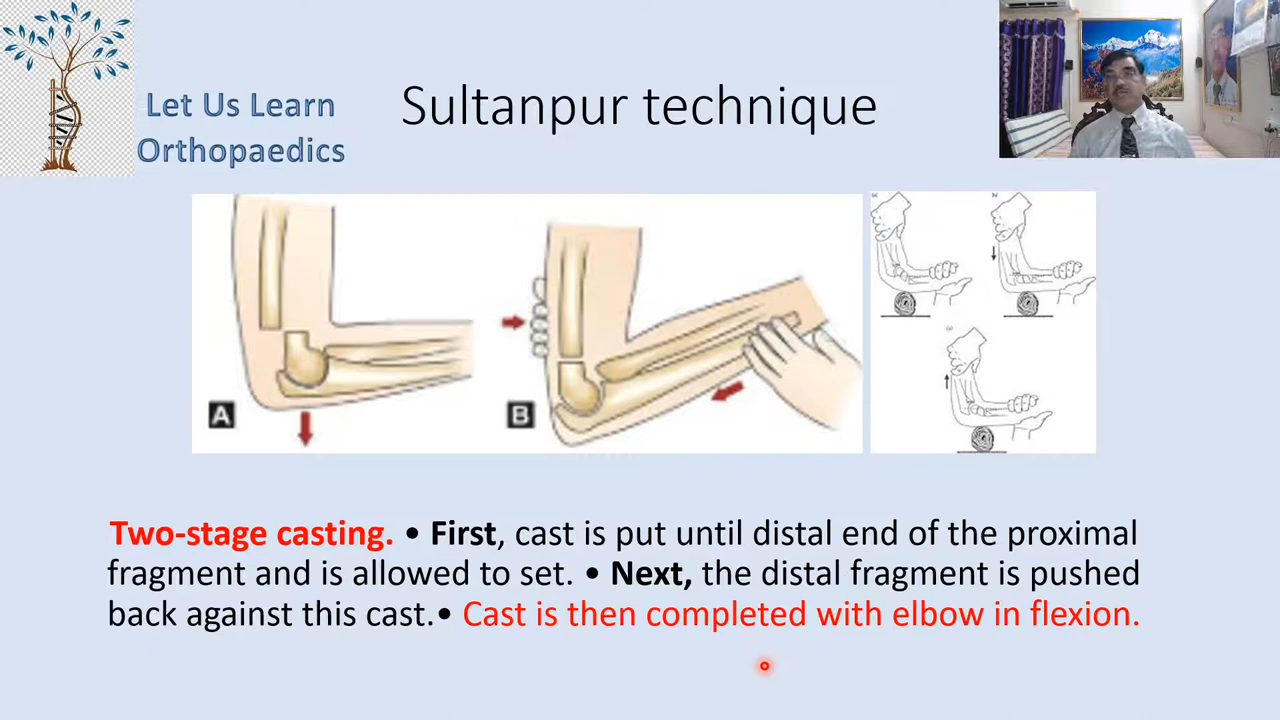 Let Us Learn
Orthopaedics
Sultanpur technique
A
B
(a)
(b)
(c)
Two-stage casting. • First, cast is put until distal end of the proximal
fragment and is allowed to set. • Next, the distal fragment is pushed
back against this cast.• Cast is then completed with elbow in flexion.